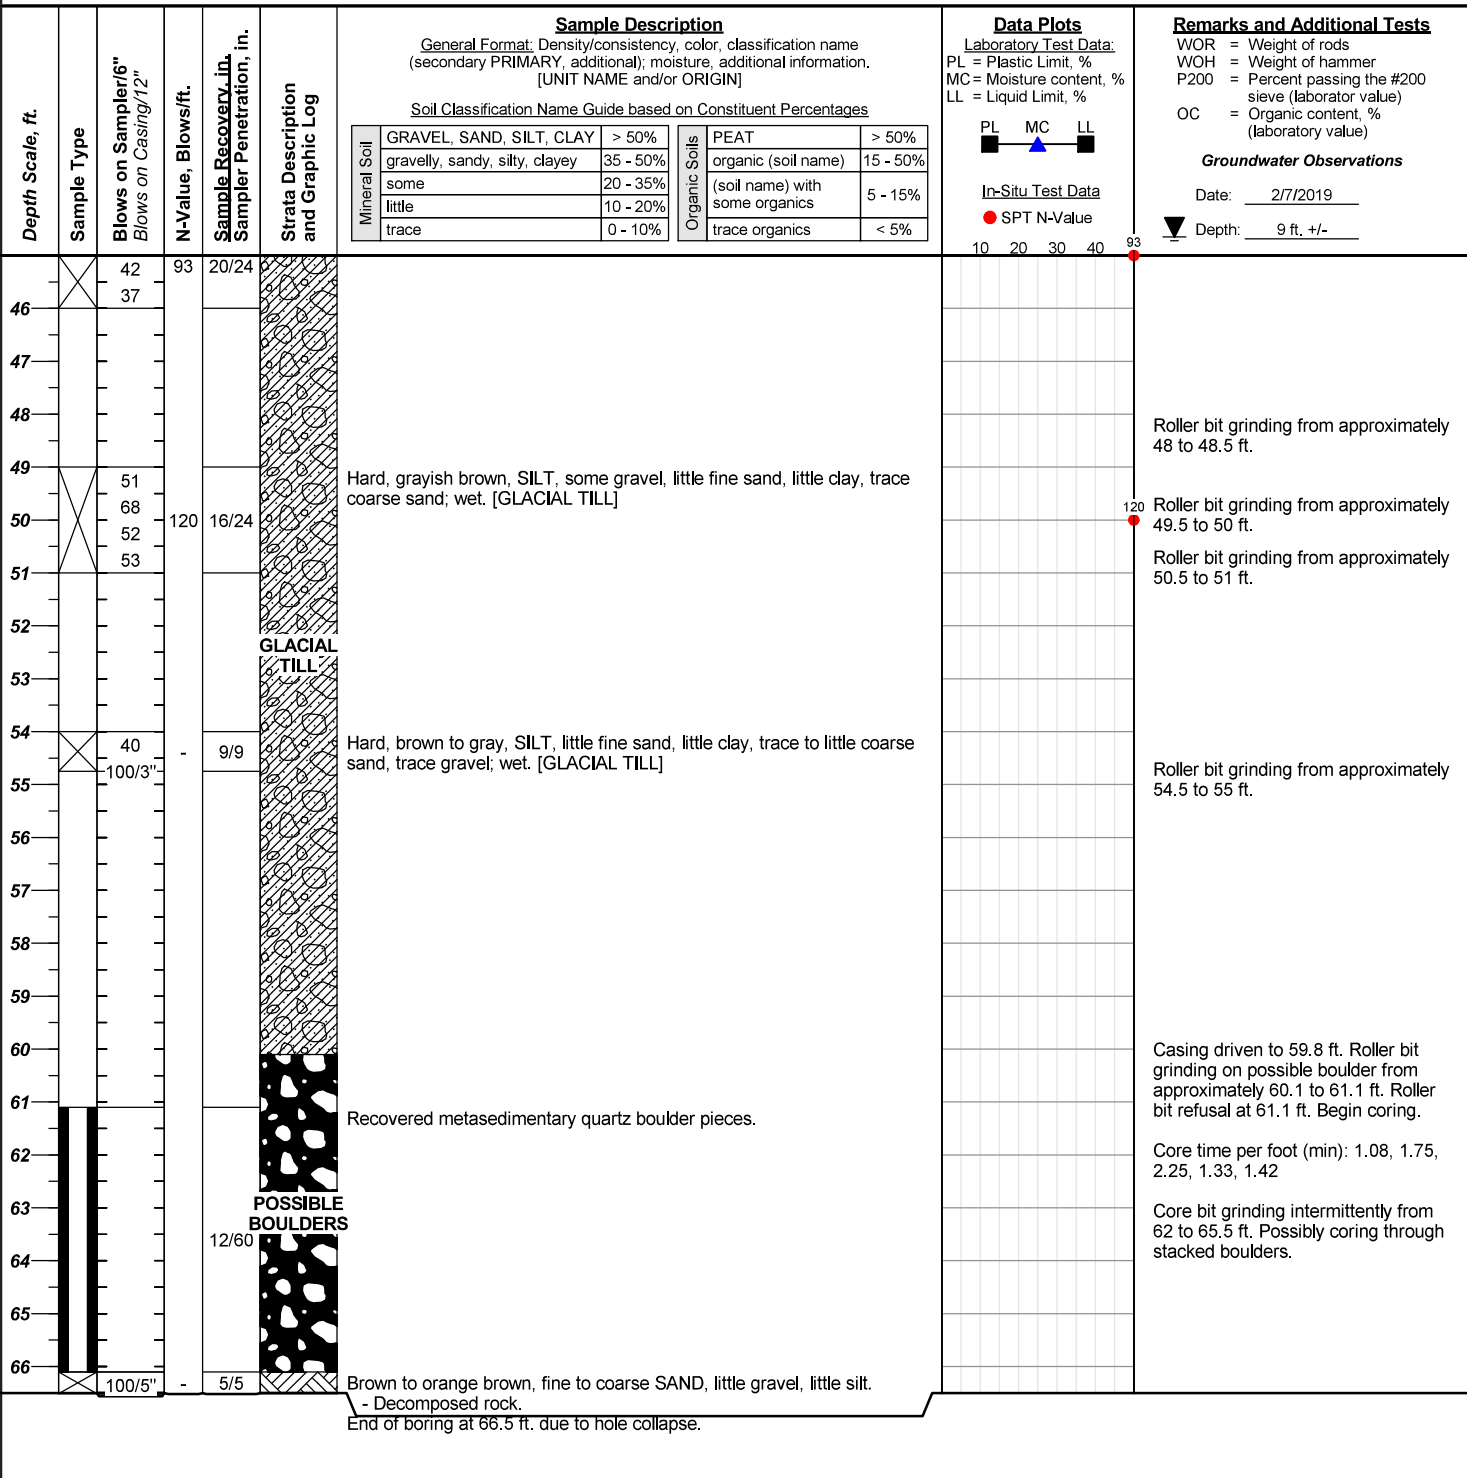 Depth Scale, ft.
Sample Type
Blows on Sampler/6"
Blows on Casing/12"
N-Value, Blows/ft.
Sample Recovery, in.
Sampler Penetration, in.
Strata Description
and Graphic Log
Sample Description
General Format: Density/consistency, color, classification name
(secondary PRIMARY, additional); moisture, additional information.
[UNIT NAME and/or ORIGIN]
Soil Classification Name Guide based on Constituent Percentages
Mineral Soil
GRAVEL, SAND, SILT, CLAY > 50%
gravelly, sandy, silty, clayey 35 - 50%
some 20 - 35%
little 10 - 20%
trace 0 - 10%
Organic Soils
PEAT > 50%
organic (soil name) 15 - 50%
(soil name) with
some organics 5 - 15%
trace organics < 5%
Data Plots
Laboratory Test Data:
PL = Plastic Limit, %
MC = Moisture content, %
LL = Liquid Limit, %
PL MC LL
In-Situ Test Data
SPT N-Value
10 20 30 40
Remarks and Additional Tests
WOR = Weight of rods
WOH = Weight of hammer
P200 = Percent passing the #200
sieve (laborator value)
OC = Organic content, %
(laboratory value)
Groundwater Observations
Date: 2/7/2019
Depth: 9 ft. +/-
42 93 20/24 93
37
46
47
48
Roller bit grinding from approximately
48 to 48.5 ft.
49
51
Hard, grayish brown, SILT, some gravel, little fine sand, little clay, trace
coarse sand; wet. [GLACIAL TILL]
68
50 120 16/24 120
52
53
Roller bit grinding from approximately
49.5 to 50 ft.
Roller bit grinding from approximately
50.5 to 51 ft.
51
52
GLACIAL
TILL
53
54
40 - 9/9
100/3"
Hard, brown to gray, SILT, little fine sand, little clay, trace to little coarse
sand, trace gravel; wet. [GLACIAL TILL]
Roller bit grinding from approximately
54.5 to 55 ft.
55
56
57
58
59
60
Casing driven to 59.8 ft. Roller bit
grinding on possible boulder from
approximately 60.1 to 61.1 ft. Roller
bit refusal at 61.1 ft. Begin coring.
61
Recovered metasedimentary quartz boulder pieces.
62
Core time per foot (min): 1.08, 1.75,
2.25, 1.33, 1.42
63
POSSIBLE
BOULDERS
12/60
Core bit grinding intermittently from
62 to 65.5 ft. Possibly coring through
stacked boulders.
64
65
66
100/5" - 5/5
Brown to orange brown, fine to coarse SAND, little gravel, little silt.
- Decomposed rock.
End of boring at 66.5 ft. due to hole collapse.